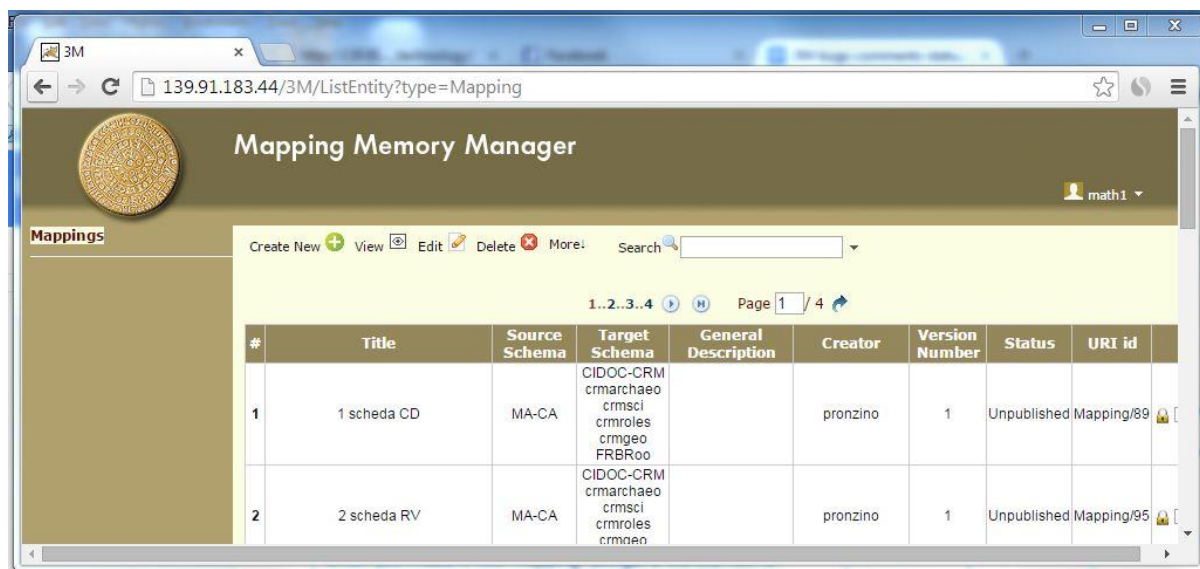 3M
139.91.183.44/3M/ListEntity?type=Mapping
Mapping Memory Manager
math1
Mappings
Create New View Edit Delete More↓ Search
1..2..3..4 Page 1 / 4
# Title Source Schema Target Schema General Description Creator Version Number Status URI id
1 1 scheda CD MA-CA CIDOC-CRM crmarchaeo crmsci crmroles crmgeo FRBRoo pronzino 1 Unpublished Mapping/89
2 2 scheda RV MA-CA CIDOC-CRM crmarchaeo crmsci crmroles crmgeo pronzino 1 Unpublished Mapping/95